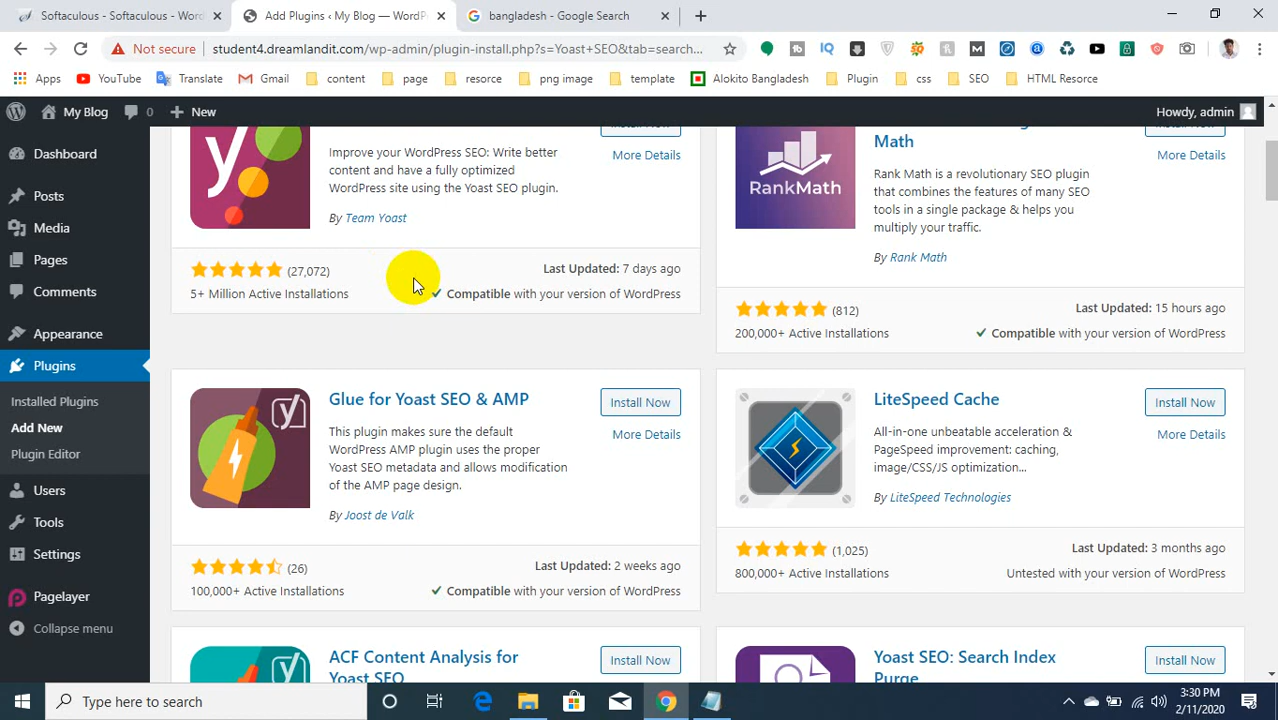 Softaculous - Softaculous - Word
Add Plugins ‹ My Blog — WordPr
bangladesh - Google Search
Not secure
student4.dreamlandit.com/wp-admin/plugin-install.php?s=Yoast+SEO&tab=search...
Apps
YouTube
Translate
Gmail
content
page
resorce
png image
template
Alokito Bangladesh
Plugin
css
SEO
HTML Resorce
My Blog
0
New
Howdy, admin
Dashboard
Posts
Media
Pages
Comments
Appearance
Plugins
Installed Plugins
Add New
Plugin Editor
Users
Tools
Settings
Pagelayer
Collapse menu
Install Now
More Details
Improve your WordPress SEO: Write better
content and have a fully optimized
WordPress site using the Yoast SEO plugin.
By Team Yoast
(27,072)
Last Updated: 7 days ago
5+ Million Active Installations
Compatible with your version of WordPress
Install Now
Math
More Details
RankMath
Rank Math is a revolutionary SEO plugin
that combines the features of many SEO
tools in a single package & helps you
multiply your traffic.
By Rank Math
(812)
Last Updated: 15 hours ago
200,000+ Active Installations
Compatible with your version of WordPress
Glue for Yoast SEO & AMP
Install Now
More Details
This plugin makes sure the default
WordPress AMP plugin uses the proper
Yoast SEO metadata and allows modification
of the AMP page design.
By Joost de Valk
(26)
Last Updated: 2 weeks ago
100,000+ Active Installations
Compatible with your version of WordPress
LiteSpeed Cache
Install Now
More Details
All-in-one unbeatable acceleration &
PageSpeed improvement: caching,
image/CSS/JS optimization...
By LiteSpeed Technologies
(1,025)
Last Updated: 3 months ago
800,000+ Active Installations
Untested with your version of WordPress
ACF Content Analysis for
Yoast SEO
Install Now
Yoast SEO: Search Index
Purge
Install Now
Type here to search
3:30 PM
2/11/2020